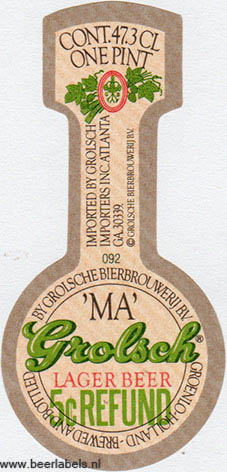 CONT. 47.3 CL
ONE PINT
IMPORTED BY GROLSCH
IMPORTERS INC. ATLANTA
GA. 30339.
© GROLSCHE BIERBROUWERIJ B.V.
092
BREWED AND BOTTLED BY GROLSCHE BIERBROUWERIJ B.V. GROENLO-HOLLAND -
'MA'
Grolsch®
LAGER BEER
5¢ REFUND
www.beerlabels.nl